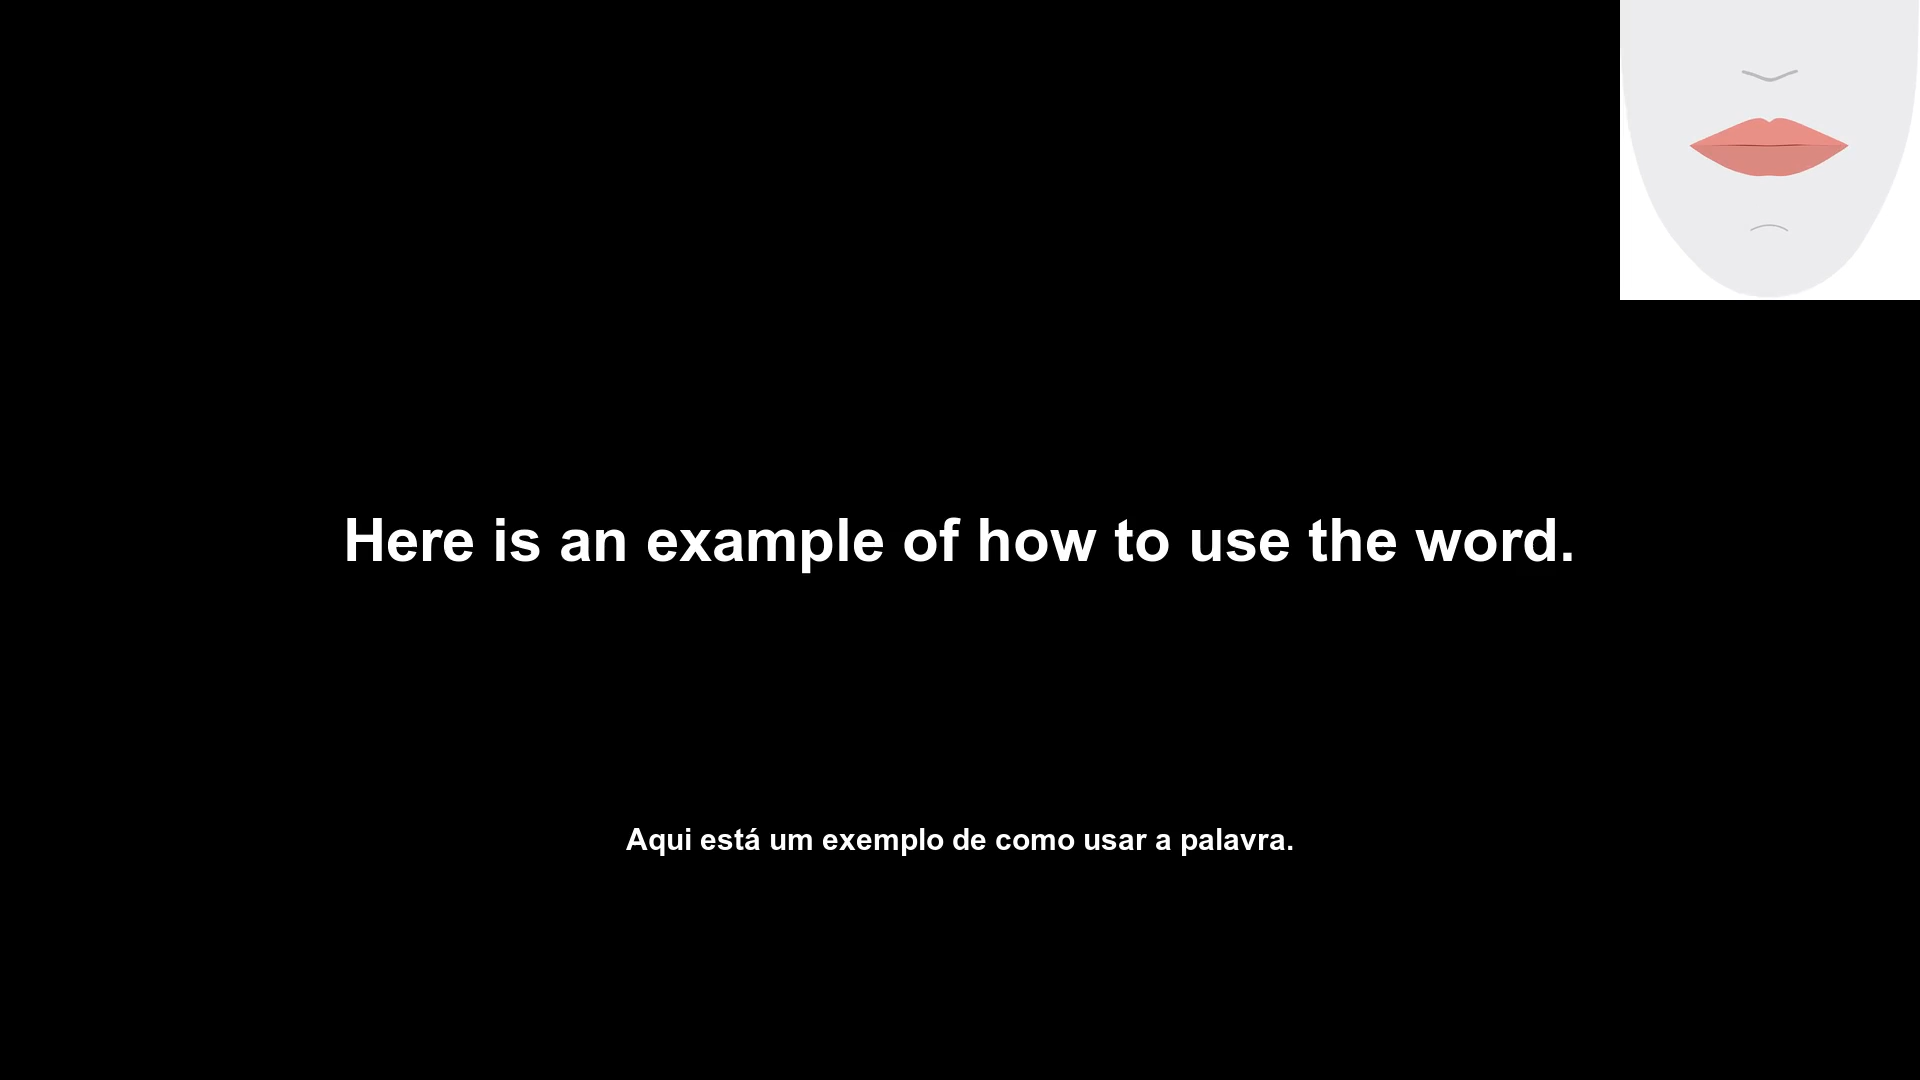 Here is an example of how to use the word.
Aqui está um exemplo de como usar a palavra.